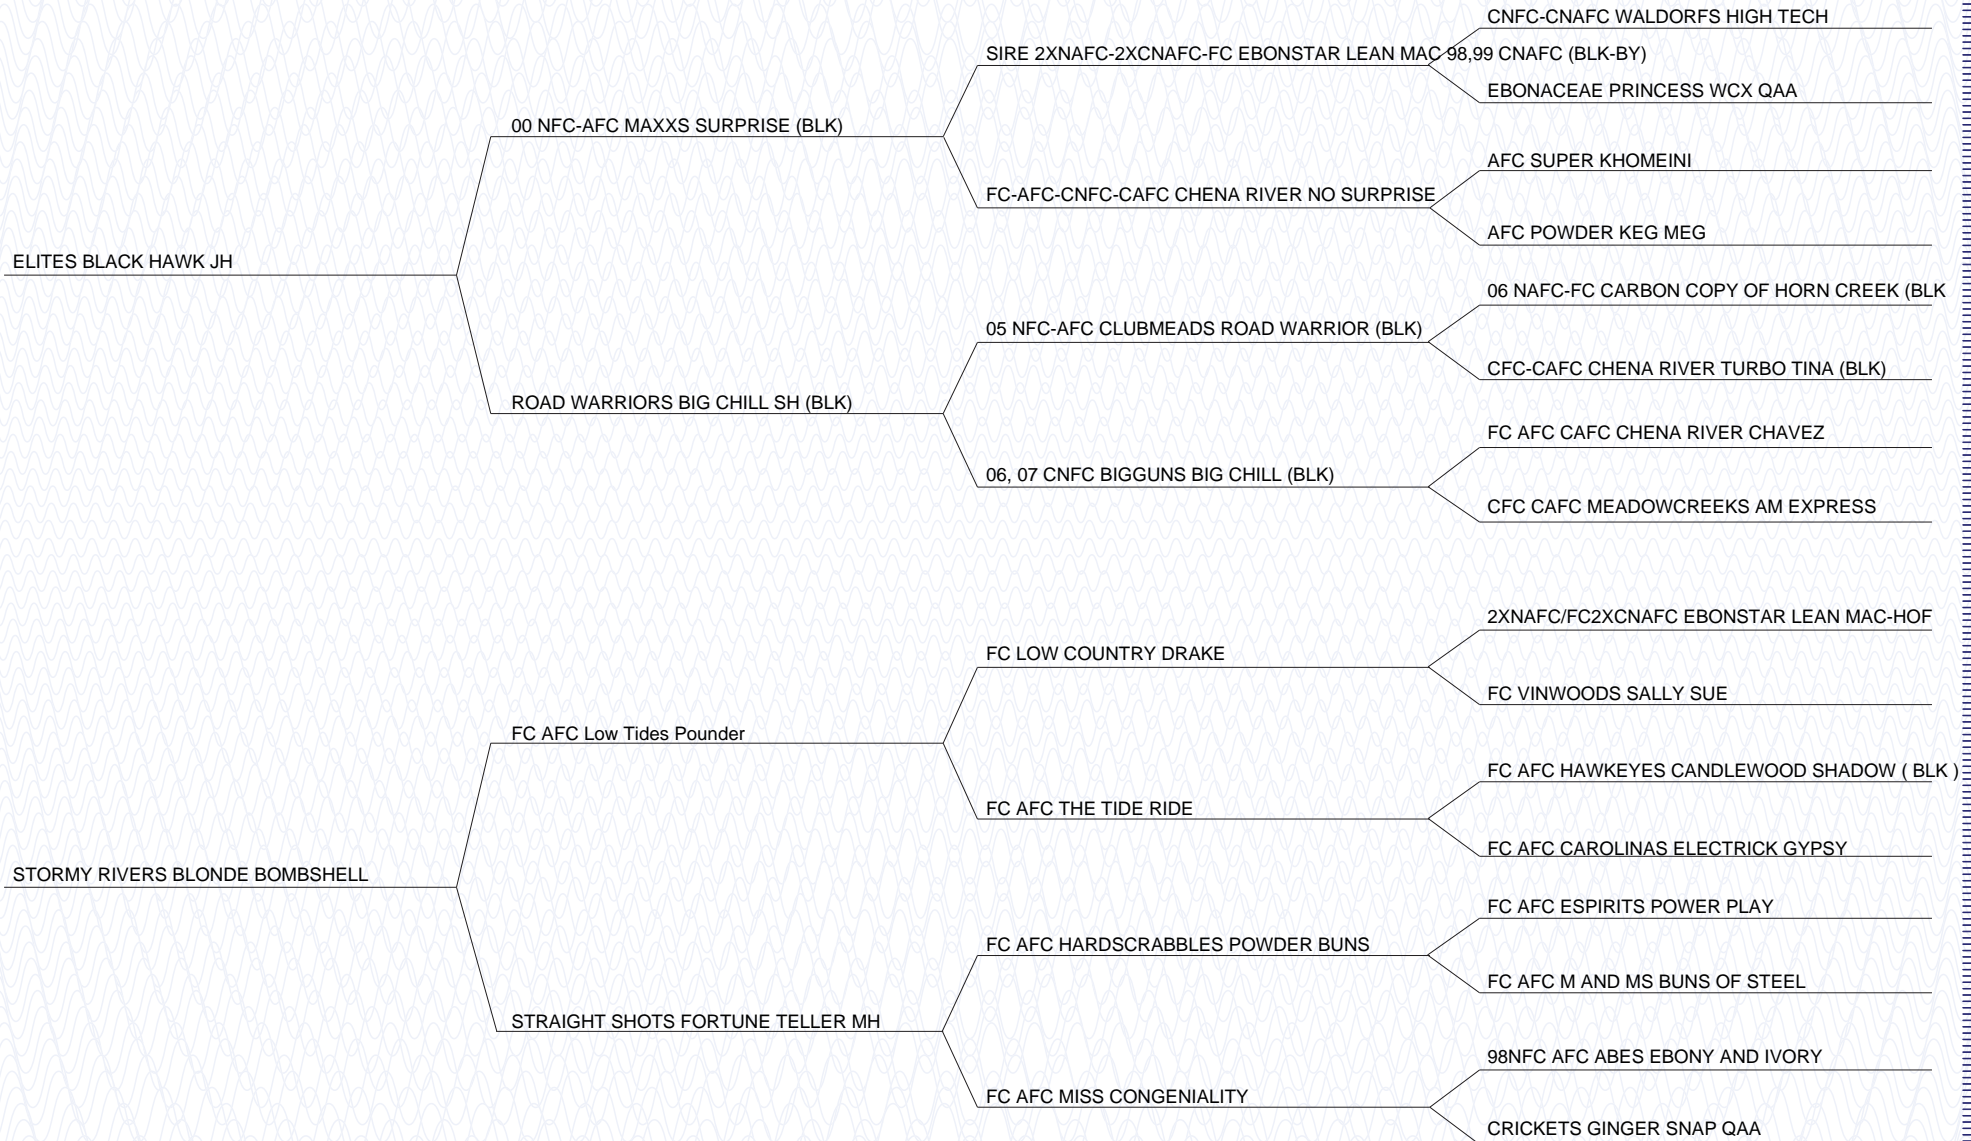 CNFC-CNAFC WALDORFS HIGH TECH
SIRE 2XNAFC-2XCNAFC-FC EBONSTAR LEAN MAC 98,99 CNAFC (BLK-BY)
EBONACEAE PRINCESS WCX QAA
00 NFC-AFC MAXXS SURPRISE (BLK)
AFC SUPER KHOMEINI
FC-AFC-CNFC-CAFC CHENA RIVER NO SURPRISE
AFC POWDER KEG MEG
ELITES BLACK HAWK JH
06 NAFC-FC CARBON COPY OF HORN CREEK (BLK
05 NFC-AFC CLUBMEADS ROAD WARRIOR (BLK)
CFC-CAFC CHENA RIVER TURBO TINA (BLK)
ROAD WARRIORS BIG CHILL SH (BLK)
FC AFC CAFC CHENA RIVER CHAVEZ
06, 07 CNFC BIGGUNS BIG CHILL (BLK)
CFC CAFC MEADOWCREEKS AM EXPRESS
2XNAFC/FC2XCNAFC EBONSTAR LEAN MAC-HOF
FC LOW COUNTRY DRAKE
FC VINWOODS SALLY SUE
FC AFC Low Tides Pounder
FC AFC HAWKEYES CANDLEWOOD SHADOW ( BLK )
FC AFC THE TIDE RIDE
FC AFC CAROLINAS ELECTRICK GYPSY
STORMY RIVERS BLONDE BOMBSHELL
FC AFC ESPIRITS POWER PLAY
FC AFC HARDSCRABBLES POWDER BUNS
FC AFC M AND MS BUNS OF STEEL
STRAIGHT SHOTS FORTUNE TELLER MH
98NFC AFC ABES EBONY AND IVORY
FC AFC MISS CONGENIALITY
CRICKETS GINGER SNAP QAA